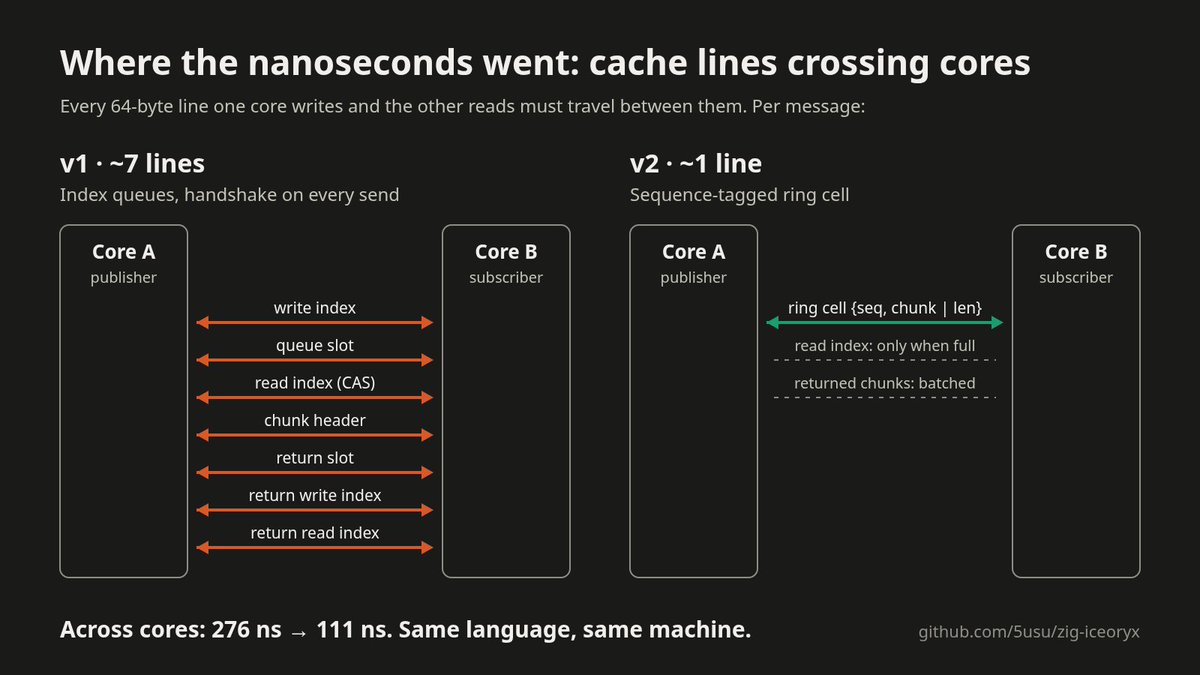 Where the nanoseconds went: cache lines crossing cores
Every 64-byte line one core writes and the other reads must travel between them. Per message:
v1 · ~7 lines
Index queues, handshake on every send
Core A
publisher
Core B
subscriber
write index
queue slot
read index (CAS)
chunk header
return slot
return write index
return read index
v2 · ~1 line
Sequence-tagged ring cell
Core A
publisher
Core B
subscriber
ring cell {seq, chunk | len}
read index: only when full
returned chunks: batched
Across cores: 276 ns → 111 ns. Same language, same machine.
github.com/5usu/zig-iceoryx